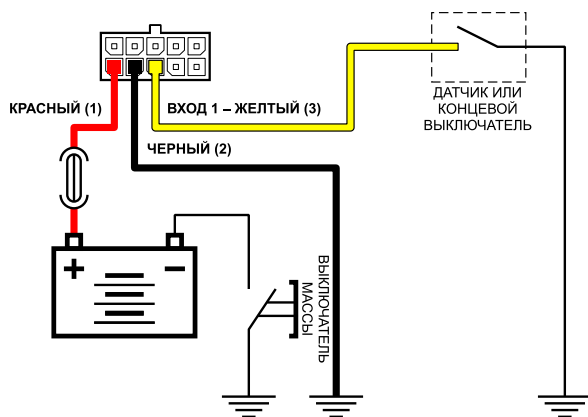 ДАТЧИК ИЛИ
КОНЦЕВОЙ
ВЫКЛЮЧАТЕЛЬ
КРАСНЫЙ (1)
ВХОД 1 – ЖЕЛТЫЙ (3)
ЧЕРНЫЙ (2)
+
–
ВЫКЛЮЧАТЕЛЬ
МАССЫ